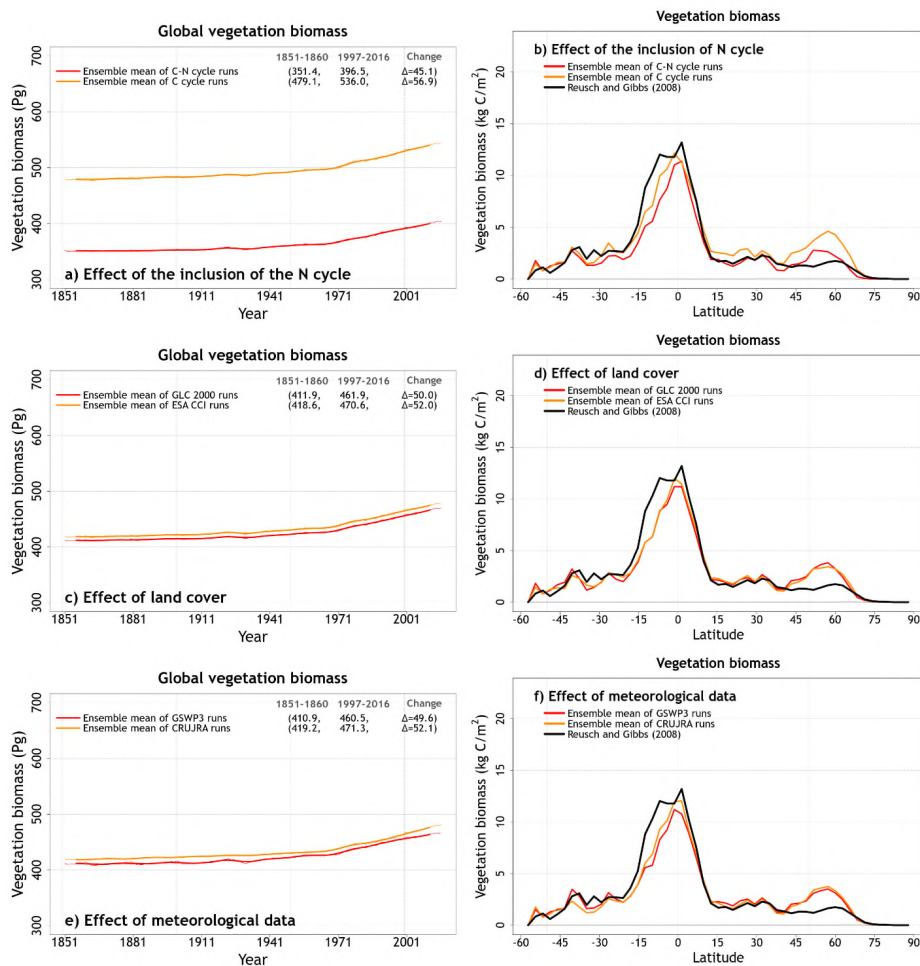 Global vegetation biomass
1851-1860 1997-2016 Change
Ensemble mean of C-N cycle runs (351.4, 396.5, Δ=45.1)
Ensemble mean of C cycle runs (479.1, 536.0, Δ=56.9)
Vegetation biomass (Pg)
700
600
500
400
300
a) Effect of the inclusion of the N cycle
1851 1881 1911 1941 1971 2001
Year
Vegetation biomass
b) Effect of the inclusion of N cycle
Ensemble mean of C-N cycle runs
Ensemble mean of C cycle runs
Reusch and Gibbs (2008)
Vegetation biomass (kg C/m²)
20
15
10
5
0
-60 -45 -30 -15 0 15 30 45 60 75 90
Latitude
Global vegetation biomass
1851-1860 1997-2016 Change
Ensemble mean of GLC 2000 runs (411.9, 461.9, Δ=50.0)
Ensemble mean of ESA CCI runs (418.6, 470.6, Δ=52.0)
Vegetation biomass (Pg)
700
600
500
400
300
c) Effect of land cover
1851 1881 1911 1941 1971 2001
Year
Vegetation biomass
d) Effect of land cover
Ensemble mean of GLC 2000 runs
Ensemble mean of ESA CCI runs
Reusch and Gibbs (2008)
Vegetation biomass (kg C/m²)
20
15
10
5
0
-60 -45 -30 -15 0 15 30 45 60 75 90
Latitude
Global vegetation biomass
1851-1860 1997-2016 Change
Ensemble mean of GSWP3 runs (410.9, 460.5, Δ=49.6)
Ensemble mean of CRUJRA runs (419.2, 471.3, Δ=52.1)
Vegetation biomass (Pg)
700
600
500
400
300
e) Effect of meteorological data
1851 1881 1911 1941 1971 2001
Year
Vegetation biomass
f) Effect of meteorological data
Ensemble mean of GSWP3 runs
Ensemble mean of CRUJRA runs
Reusch and Gibbs (2008)
Vegetation biomass (kg C/m²)
20
15
10
5
0
-60 -45 -30 -15 0 15 30 45 60 75 90
Latitude